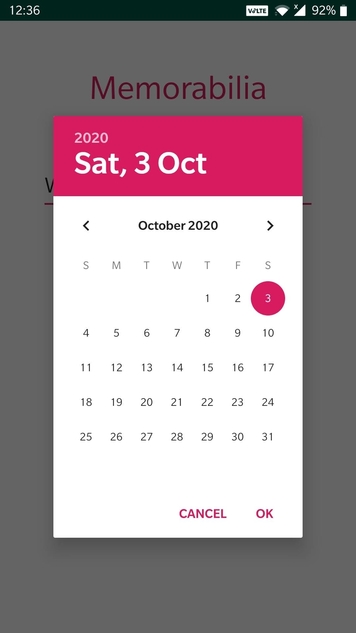 12:36
VoLTE
x
92%
Memorabilia
W
2020
Sat, 3 Oct
October 2020
S M T W T F S
1 2 3
4 5 6 7 8 9 10
11 12 13 14 15 16 17
18 19 20 21 22 23 24
25 26 27 28 29 30 31
CANCEL OK